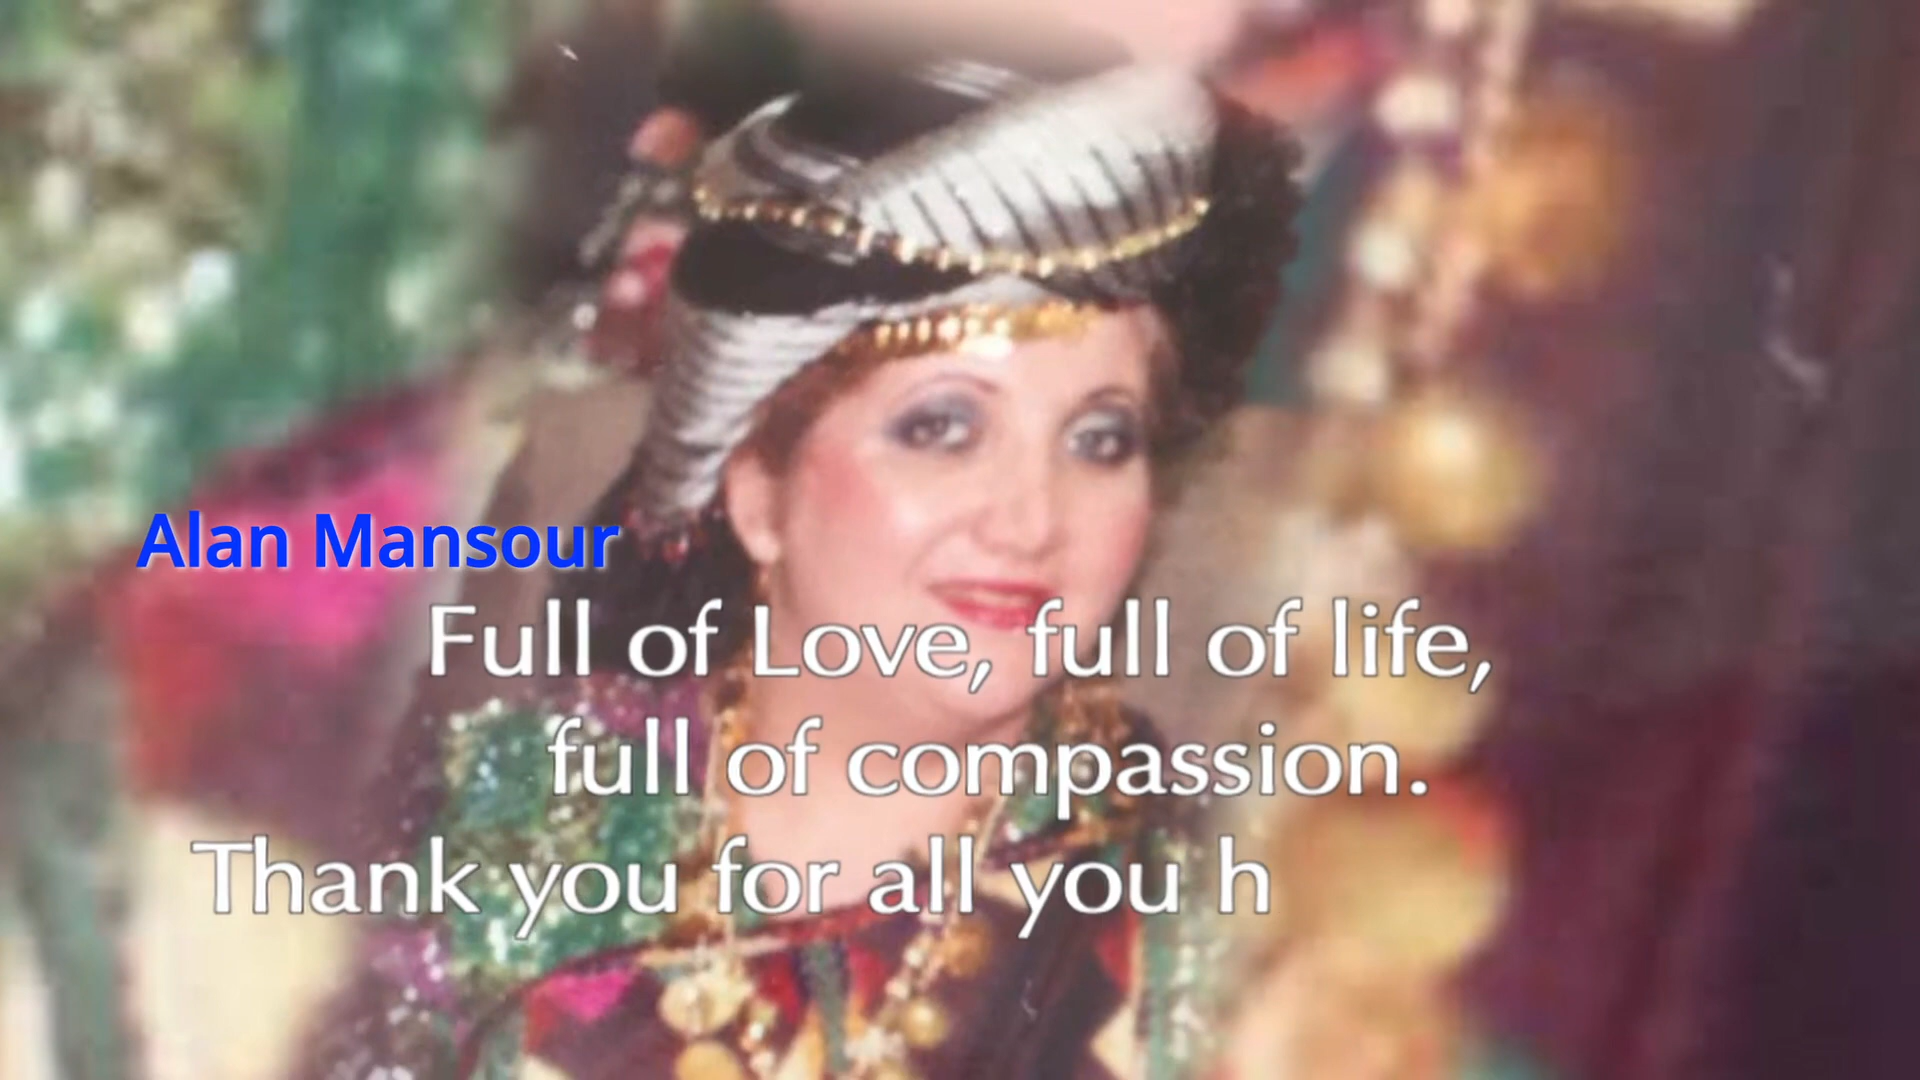 Alan Mansour
Full of Love, full of life,
full of compassion.
Thank you for all you h